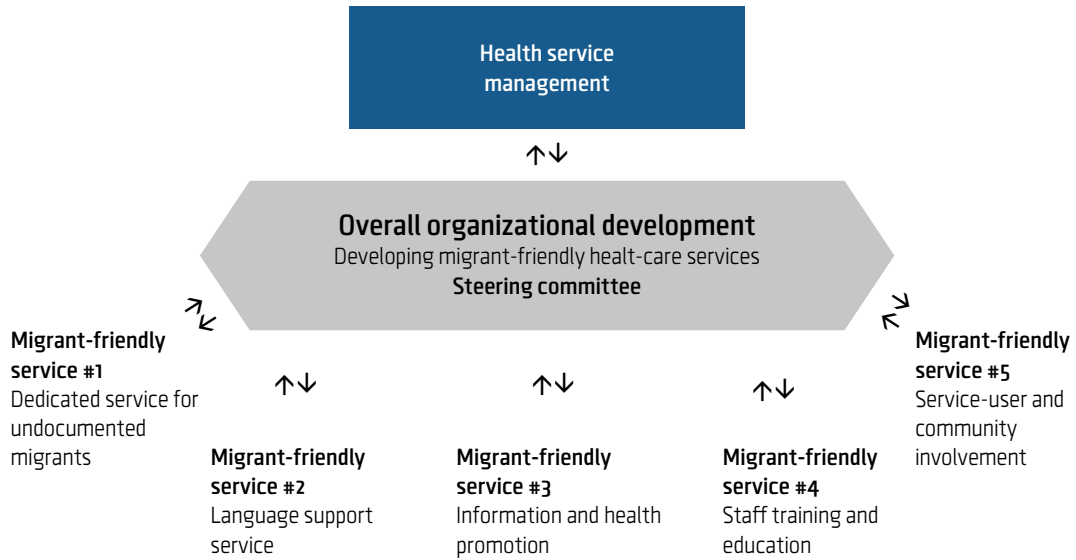 Health service
management
Overall organizational development
Developing migrant-friendly healt-care services
Steering committee
Migrant-friendly
service #1
Dedicated service for
undocumented
migrants
Migrant-friendly
service #2
Language support
service
Migrant-friendly
service #3
Information and health
promotion
Migrant-friendly
service #4
Staff training and
education
Migrant-friendly
service #5
Service-user and
community
involvement